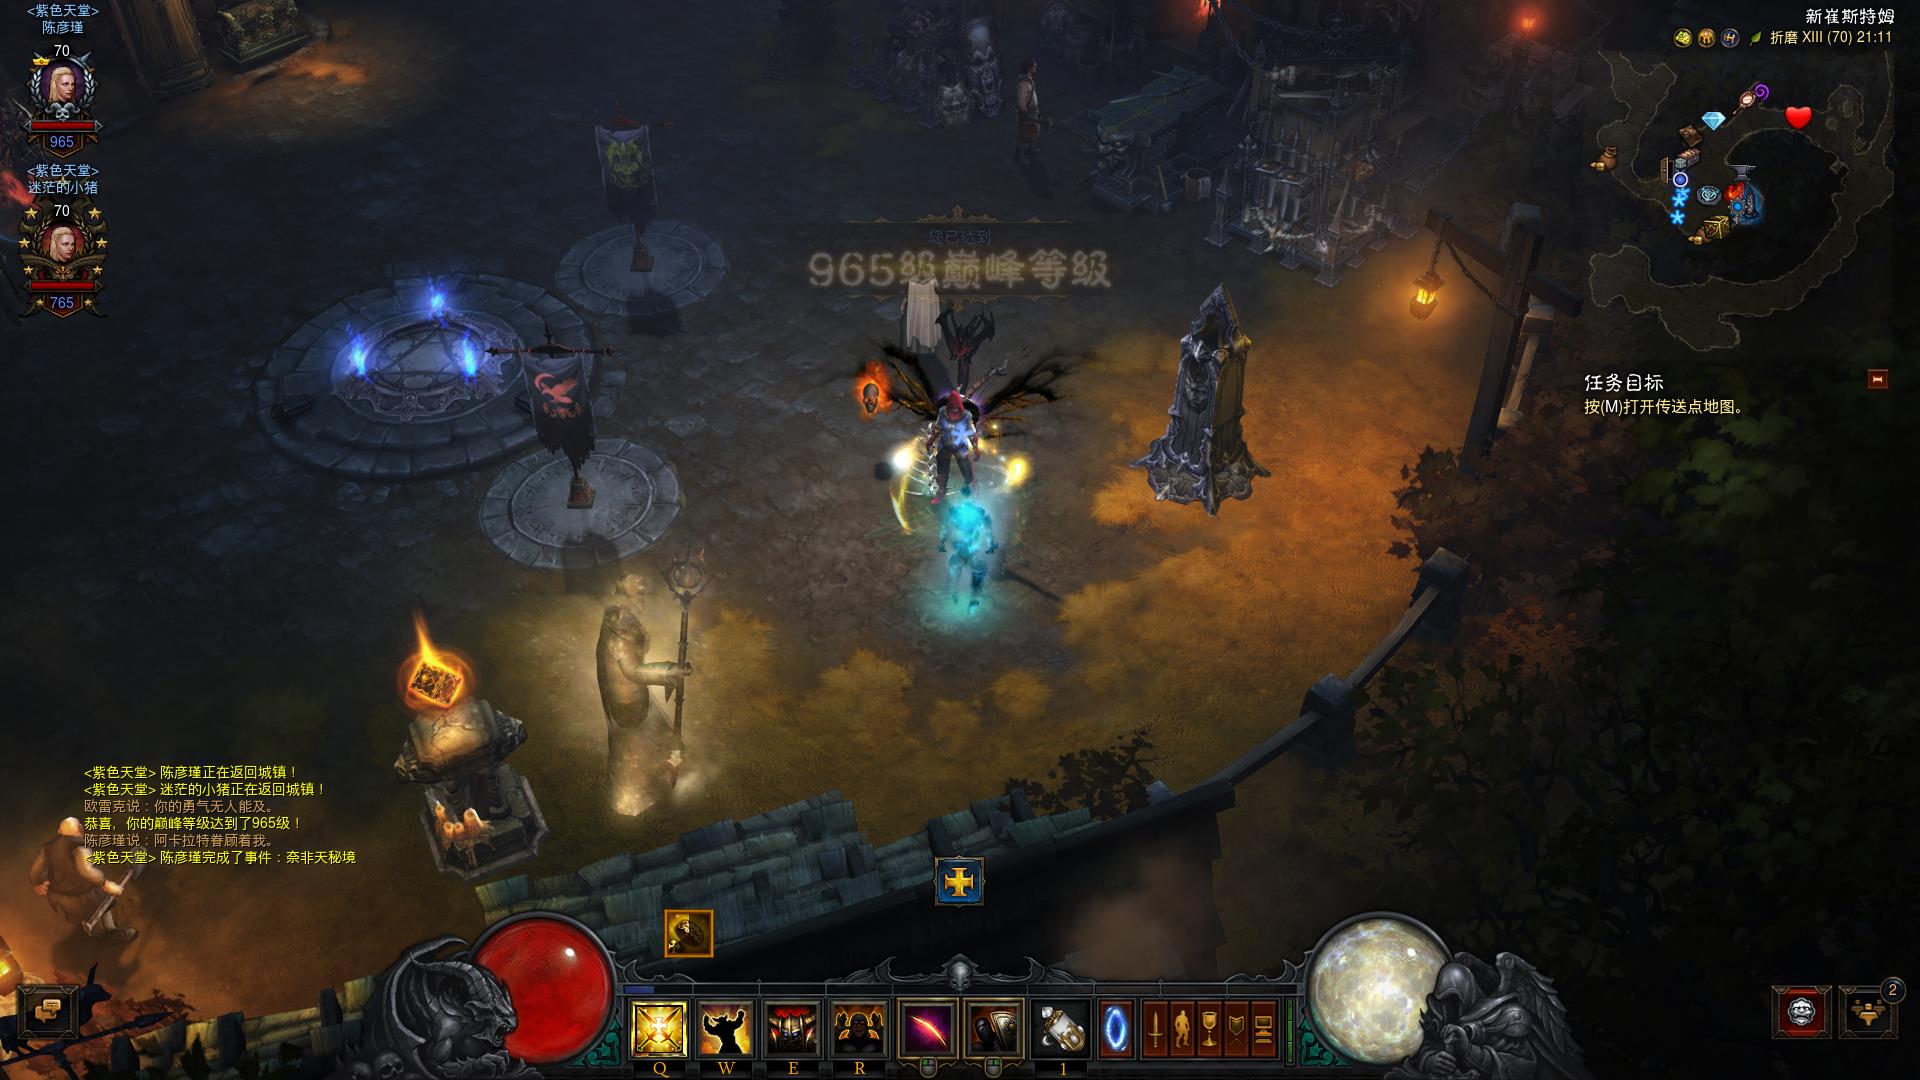 <紫色天堂>
陈彦瑾
70
965
<紫色天堂>
迷茫的小猪
70
765
新崔斯特姆
折磨 XIII (70) 21:11
您已达到
965级巅峰等级
任务目标
按(M)打开传送点地图。
<紫色天堂> 陈彦瑾正在返回城镇！
<紫色天堂> 迷茫的小猪正在返回城镇！
欧雷克说：你的勇气无人能及。
恭喜，你的巅峰等级达到了965级！
陈彦瑾说：阿卡拉特眷顾着我。
<紫色天堂> 陈彦瑾完成了事件：奈非天秘境
2
Q W E R 1